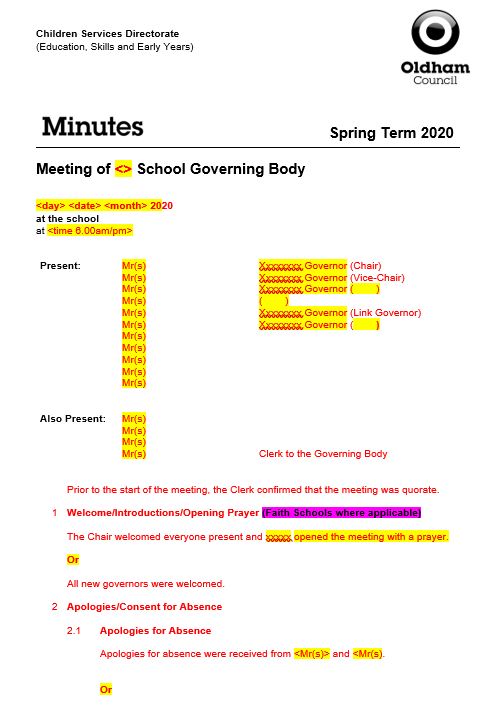 Children Services Directorate
(Education, Skills and Early Years)
Oldham
Council
Minutes
Spring Term 2020
Meeting of <> School Governing Body
<day> <date> <month> 2020
at the school
at <time 6.00am/pm>
Present: Mr(s) Xxxxxxxxx Governor (Chair)
Mr(s) Xxxxxxxxx Governor (Vice-Chair)
Mr(s) Xxxxxxxxx Governor ( )
Mr(s) ( )
Mr(s) Xxxxxxxxx Governor (Link Governor)
Mr(s) Xxxxxxxxx Governor ( )
Mr(s)
Mr(s)
Mr(s)
Mr(s)
Mr(s)
Also Present: Mr(s)
Mr(s)
Mr(s)
Mr(s) Clerk to the Governing Body
Prior to the start of the meeting, the Clerk confirmed that the meeting was quorate.
1 Welcome/Introductions/Opening Prayer (Faith Schools where applicable)
The Chair welcomed everyone present and xxxxx opened the meeting with a prayer.
Or
All new governors were welcomed.
2 Apologies/Consent for Absence
2.1 Apologies for Absence
Apologies for absence were received from <Mr(s)> and <Mr(s).
Or